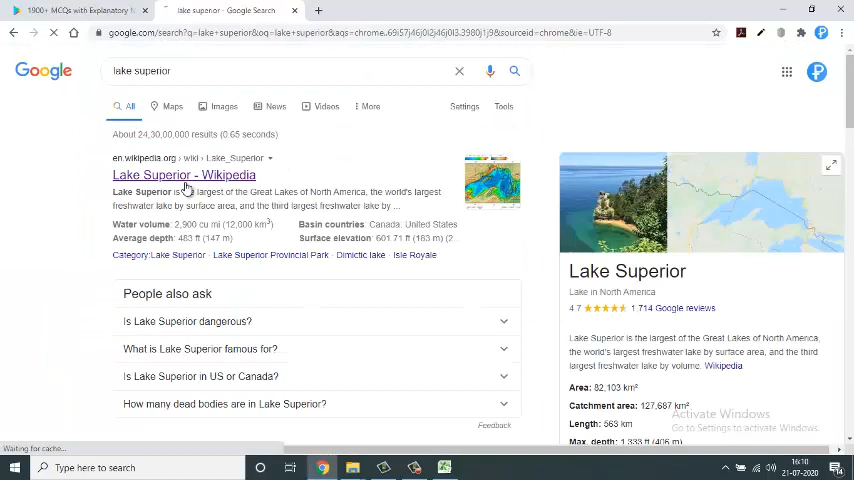 1900+ MCQs with Explanatory N
lake superior - Google Search
google.com/search?q=lake+superior&oq=lake+superior&aqs=chrome..69i57j46j0l2j46j0l3.3980j1j9&sourceid=chrome&ie=UTF-8
Google
lake superior
All
Maps
Images
News
Videos
More
Settings
Tools
About 24,30,00,000 results (0.65 seconds)
en.wikipedia.org › wiki › Lake_Superior
Lake Superior - Wikipedia
Lake Superior is largest of the Great Lakes of North America, the world's largest
freshwater lake by surface area, and the third largest freshwater lake by ...
Water volume: 2,900 cu mi (12,000 km³)
Basin countries: Canada, United States
Average depth: 483 ft (147 m)
Surface elevation: 601.71 ft (183 m) (2...
Category:Lake Superior · Lake Superior Provincial Park · Dimictic lake · Isle Royale
People also ask
Is Lake Superior dangerous?
What is Lake Superior famous for?
Is Lake Superior in US or Canada?
How many dead bodies are in Lake Superior?
Feedback
Lake Superior
Lake in North America
4.7 1,714 Google reviews
Lake Superior is the largest of the Great Lakes of North America,
the world's largest freshwater lake by surface area, and the third
largest freshwater lake by volume. Wikipedia
Area: 82,103 km²
Catchment area: 127,687 km²
Length: 563 km
Max. depth: 1,333 ft (406 m)
Activate Windows
Go to Settings to activate Windows.
Waiting for cache...
Type here to search
16:10
21-07-2020
14